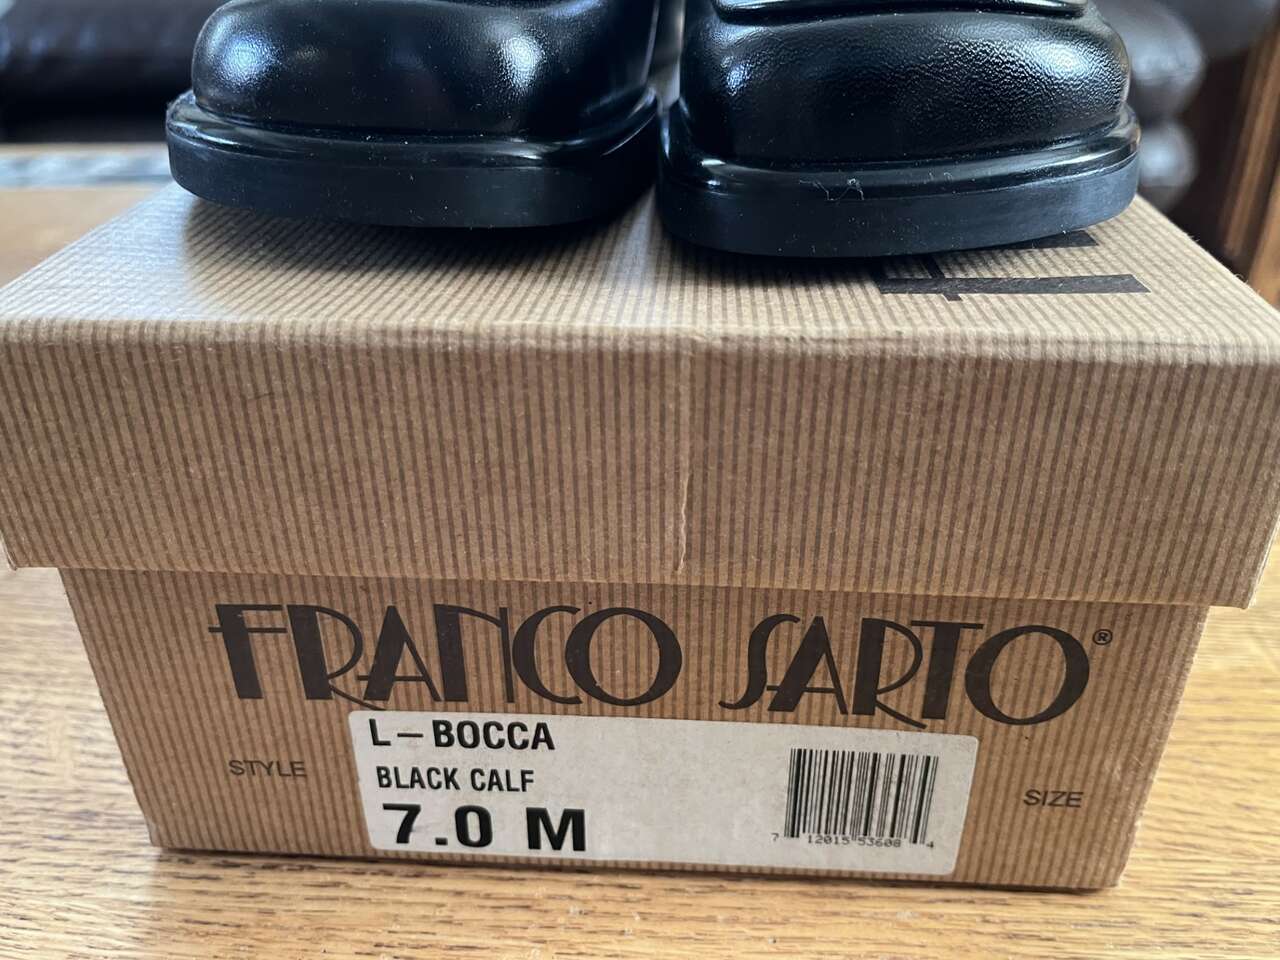 FRANCO SARTO®
L-BOCCA
STYLE
BLACK CALF
SIZE
7.0 M
7 12015 53608 4